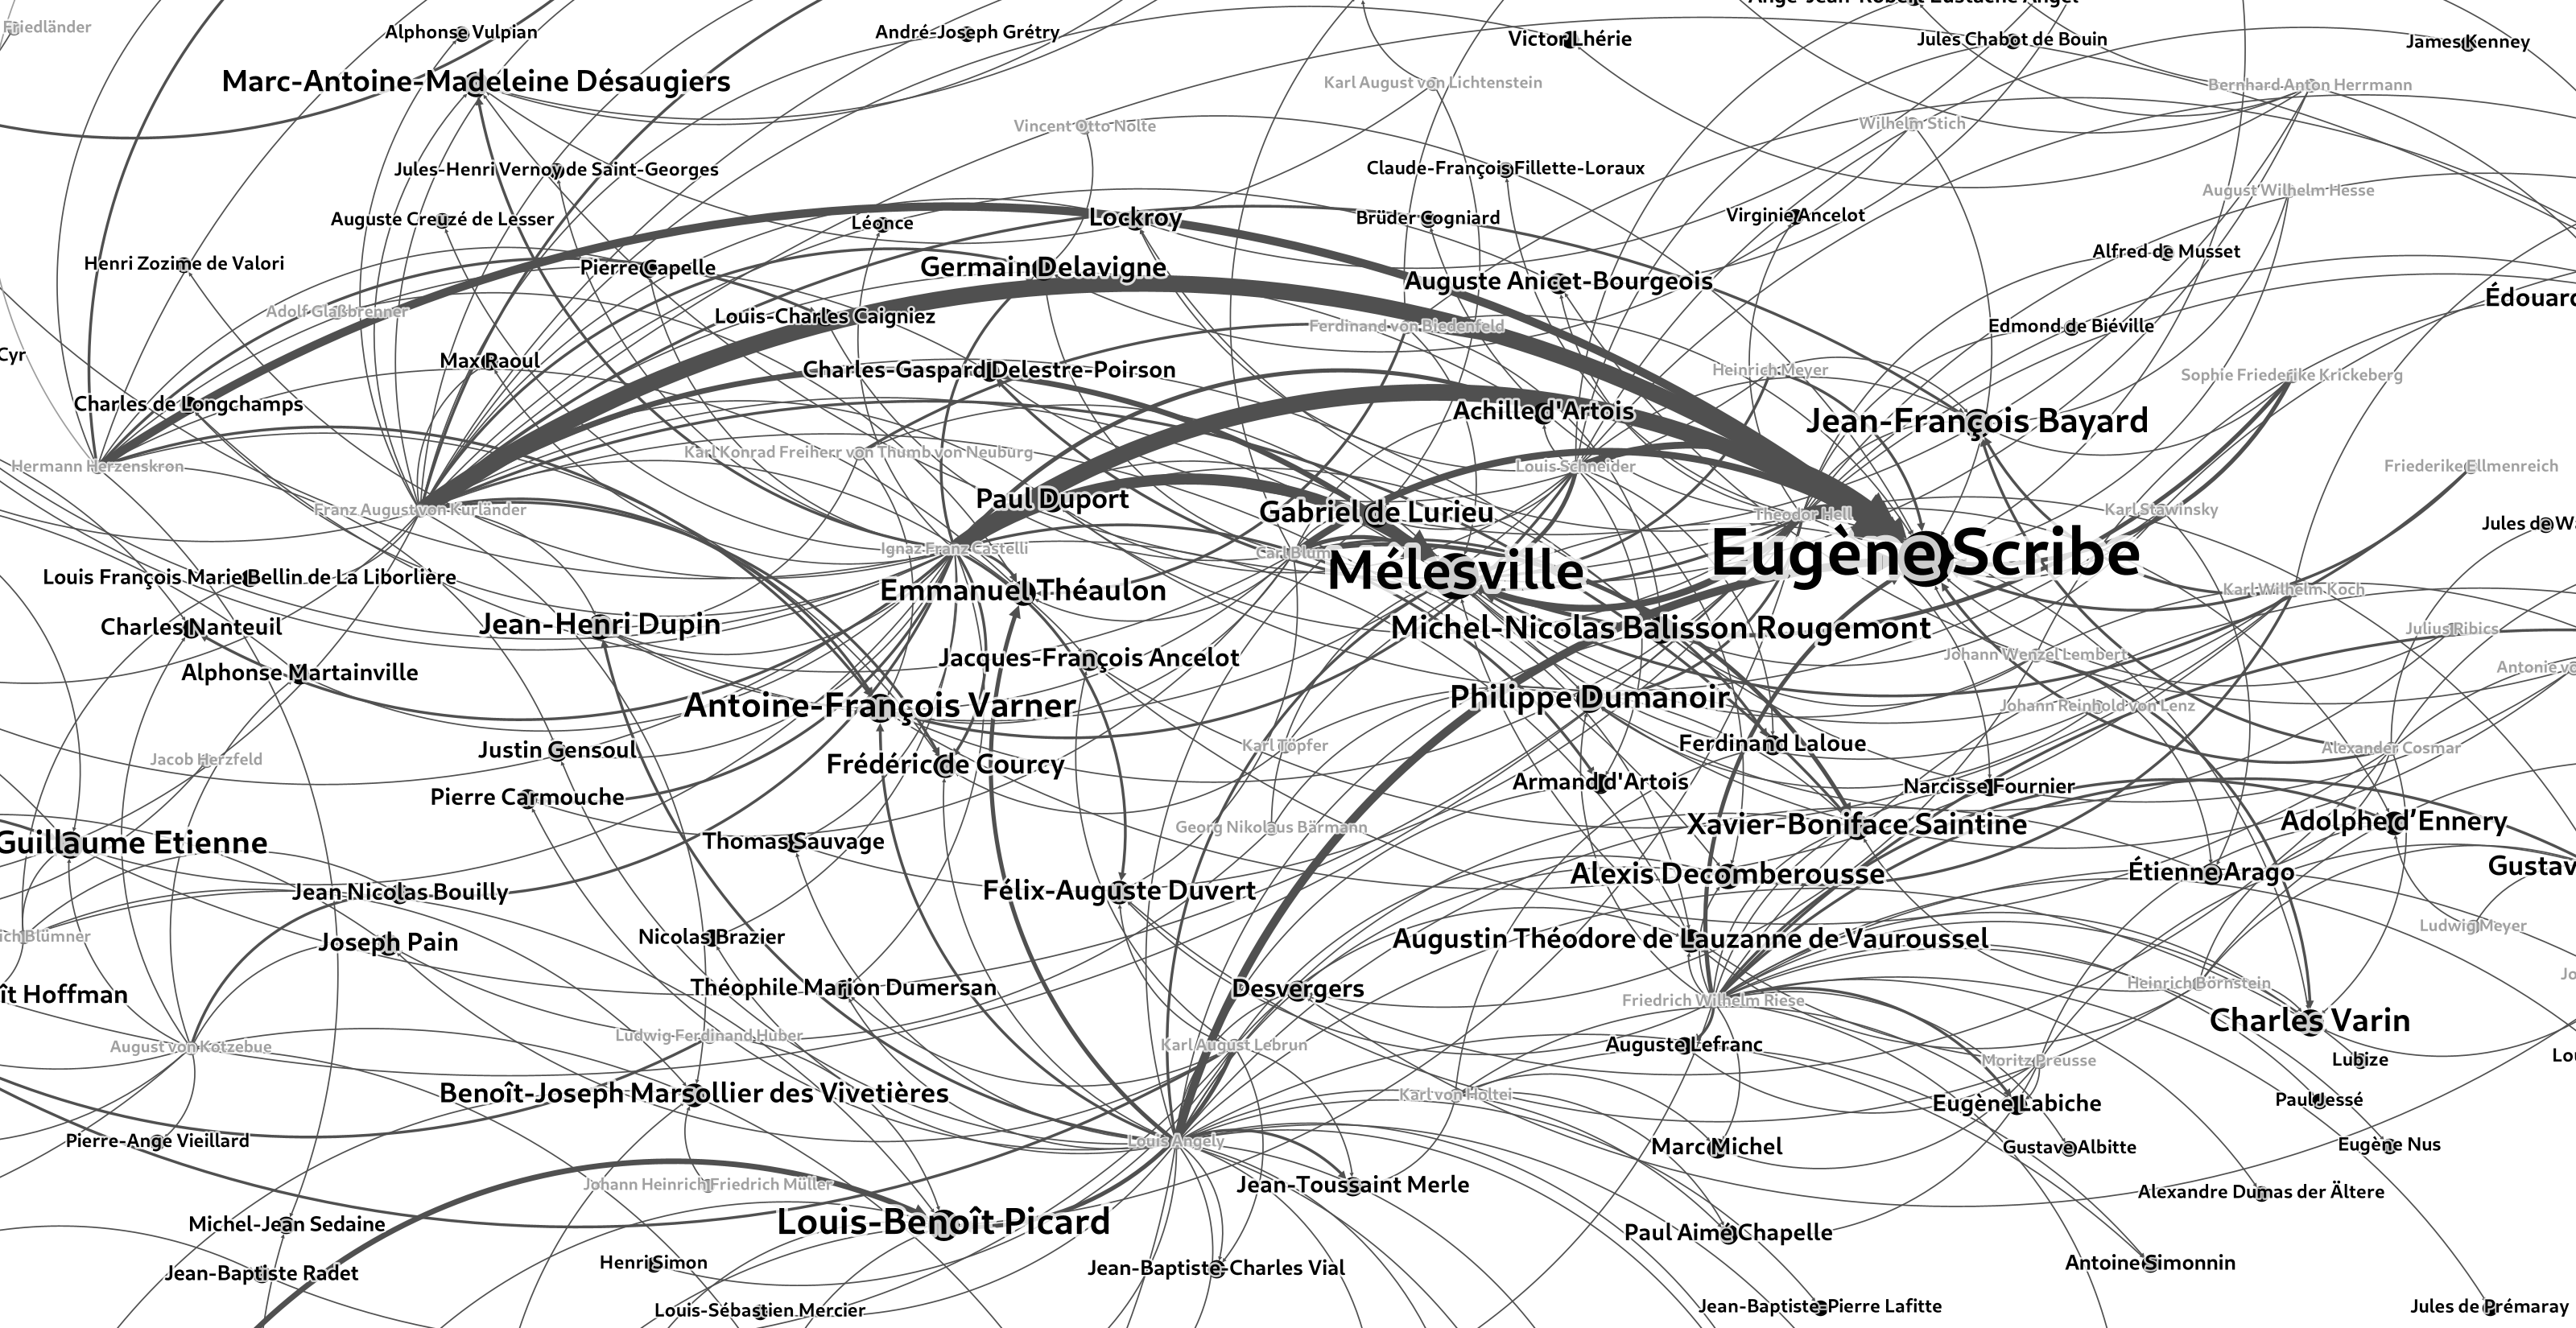 Ange-Jean-Robert Eustache Angel
Friedländer
Alphonse Vulpian
André-Joseph Grétry
Victor Lhérie
Jules Chabot de Bouin
James Kenney
Marc-Antoine-Madeleine Désaugiers
Karl August von Lichtenstein
Bernhard Anton Herrmann
Vincent Otto Nolte
Wilhelm Stich
Jules-Henri Vernoy de Saint-Georges
Claude-François Fillette-Loraux
August Wilhelm Hesse
Auguste Creuzé de Lesser
Léonce
Lockroy
Brüder Cogniard
Virginie Ancelot
Henri Zozime de Valori
Pierre Capelle
Germain Delavigne
Auguste Anicet-Bourgeois
Alfred de Musset
Édouard
Adolf Glaßbrenner
Louis-Charles Caigniez
Ferdinand von Biedenfeld
Edmond de Biéville
Cyr
Max Raoul
Charles-Gaspard Delestre-Poirson
Heinrich Meyer
Sophie Friederike Krickeberg
Charles de Longchamps
Achille d'Artois
Jean-François Bayard
Hermann Herzenskron
Karl Konrad Freiherr von Thumb von Neuburg
Louis Schneider
Friederike Ellmenreich
Franz August von Kurländer
Paul Duport
Gabriel de Lurieu
Theodor Hell
Karl Stawinsky
Jules de W
Ignaz Franz Castelli
Carl Blum
Eugène Scribe
Louis François Marie Bellin de La Liborlière
Emmanuel Théaulon
Mélesville
Karl Wilhelm Koch
Charles Nanteuil
Jean-Henri Dupin
Michel-Nicolas Balisson Rougemont
Julius Ribics
Alphonse Martainville
Jacques-François Ancelot
Johann Wenzel Lembert
Antonie vo
Antoine-François Varner
Philippe Dumanoir
Johann Reinhold von Lenz
Jacob Herzfeld
Justin Gensoul
Frédéric de Courcy
Karl Töpfer
Ferdinand Laloue
Alexander Cosmar
Pierre Carmouche
Armand d'Artois
Narcisse Fournier
Guillaume Etienne
Thomas Sauvage
Georg Nikolaus Bärmann
Xavier-Boniface Saintine
Adolphe d’Ennery
Jean Nicolas Bouilly
Félix-Auguste Duvert
Alexis Decomberousse
Étienne Arago
Gustav
ich Blümner
Joseph Pain
Nicolas Brazier
Augustin Théodore de Lauzanne de Vauroussel
Ludwig Meyer
ît Hoffman
Théophile Marion Dumersan
Desvergers
Friedrich Wilhelm Riese
Heinrich Börnstein
Jo
August von Kotzebue
Ludwig Ferdinand Huber
Karl August Lebrun
Auguste Lefranc
Charles Varin
Moritz Preusse
Lubize
Lou
Benoît-Joseph Marsollier des Vivetières
Karl von Holtei
Eugène Labiche
Paul Jessé
Pierre-Ange Vieillard
Louis Angely
Marc Michel
Gustave Albitte
Eugène Nus
Johann Heinrich Friedrich Müller
Jean-Toussaint Merle
Alexandre Dumas der Ältere
Michel-Jean Sedaine
Louis-Benoît Picard
Paul Aimé Chapelle
Jean-Baptiste Radet
Henri Simon
Jean-Baptiste-Charles Vial
Antoine Simonnin
Louis-Sébastien Mercier
Jean-Baptiste-Pierre Lafitte
Jules de Prémaray